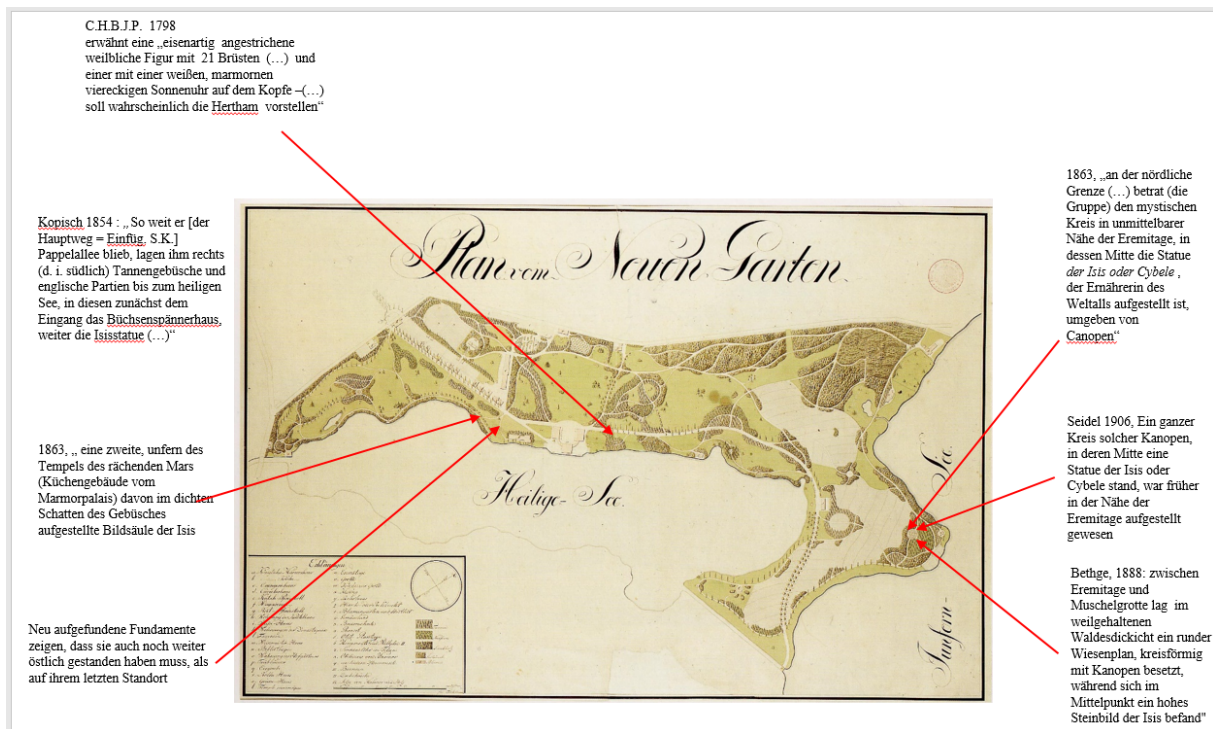 C.H.B.J.P. 1798
erwähnt eine „eisenartig angestrichene
weilbliche Figur mit 21 Brüsten (…) und
einer mit einer weißen, marmornen
viereckigen Sonnenuhr auf dem Kopfe –(…)
soll wahrscheinlich die Hertham vorstellen“
Kopisch 1854 : „So weit er [der
Hauptweg = Einfüg. S.K.]
Pappelallee blieb, lagen ihm rechts
(d. i. südlich) Tannengebüsche und
englische Partien bis zum heiligen
See, in diesen zunächst dem
Eingang das Büchsenspännerhaus,
weiter die Isisstatue (…)“
1863, „ eine zweite, unfern des
Tempels des rächenden Mars
(Küchengebäude vom
Marmorpalais) davon im dichten
Schatten des Gebüsches
aufgestellte Bildsäule der Isis
Neu aufgefundene Fundamente
zeigen, dass sie auch noch weiter
östlich gestanden haben muss, als
auf ihrem letzten Standort
Plan vom Neuen Garten.
Heilige-See.
Jungfern-
See.
Erklärung
1863, „an der nördliche
Grenze (…) betrat (die
Gruppe) den mystischen
Kreis in unmittelbarer
Nähe der Eremitage, in
dessen Mitte die Statue
der Isis oder Cybele ,
der Ernährerin des
Weltalls aufgestellt ist,
umgeben von
Canopen“
Seidel 1906, Ein ganzer
Kreis solcher Kanopen,
in deren Mitte eine
Statue der Isis oder
Cybele stand, war früher
in der Nähe der
Eremitage aufgestellt
gewesen
Bethge, 1888: zwischen
Eremitage und
Muschelgrotte lag im
weilgehaltenen
Waldesdickicht ein runder
Wiesenplan, kreisförmig
mit Kanopen besetzt,
während sich im
Mittelpunkt ein hohes
Steinbild der Isis befand"